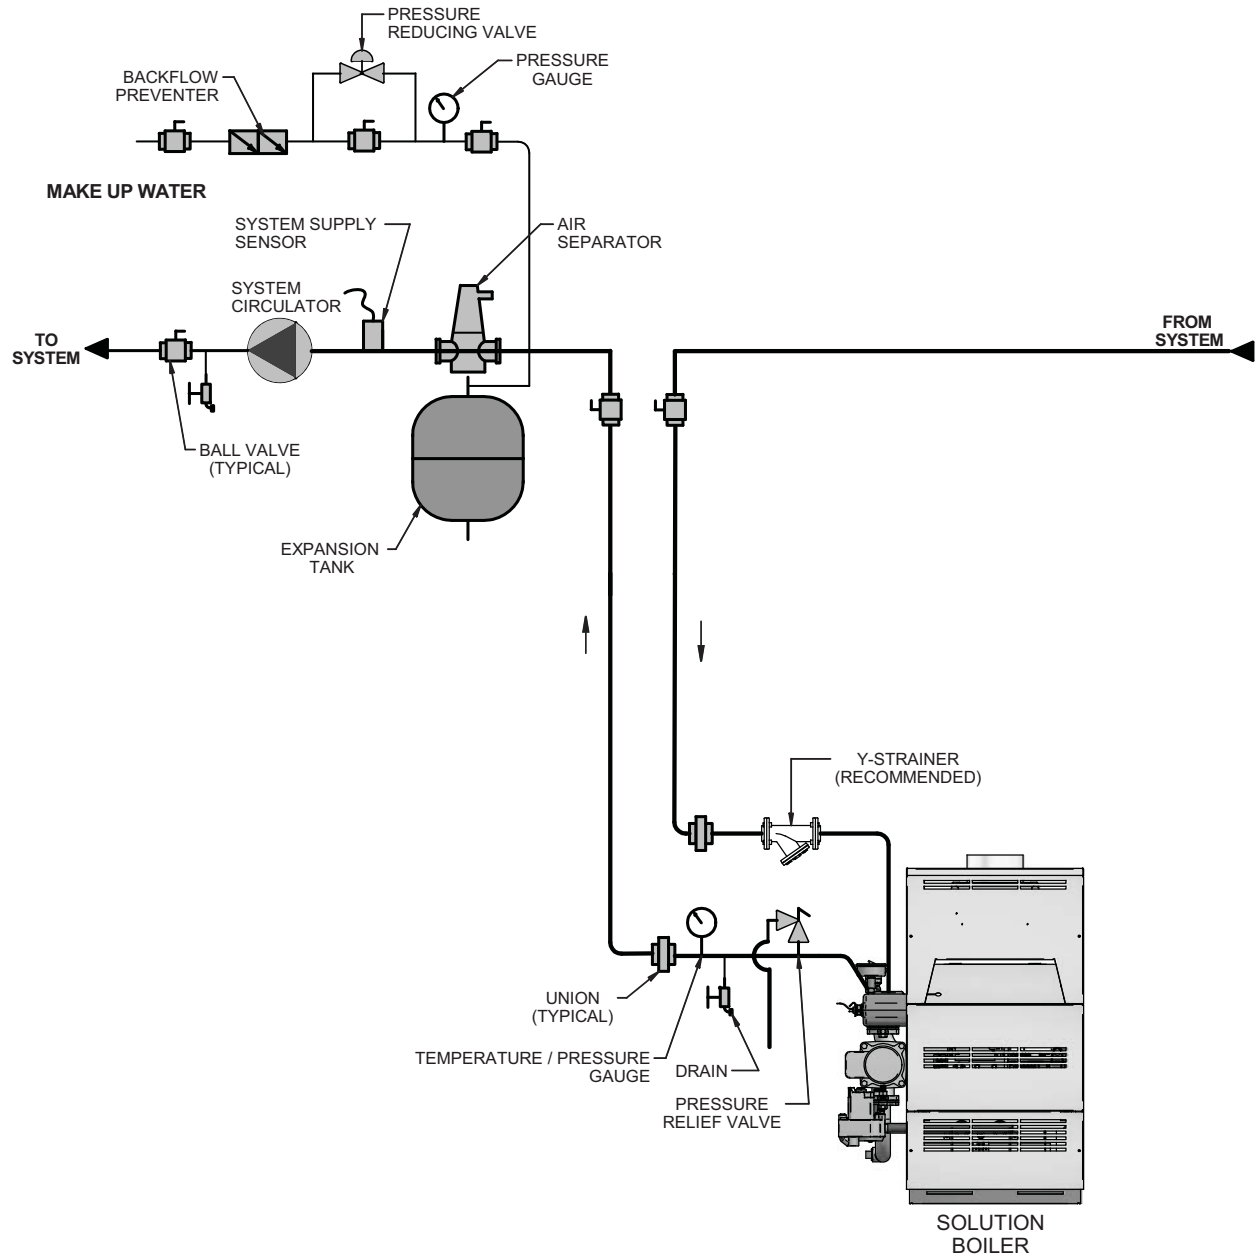 PRESSURE
REDUCING VALVE
PRESSURE
GAUGE
BACKFLOW
PREVENTER
MAKE UP WATER
SYSTEM SUPPLY
SENSOR
AIR
SEPARATOR
SYSTEM
CIRCULATOR
TO
SYSTEM
FROM
SYSTEM
BALL VALVE
(TYPICAL)
EXPANSION
TANK
Y-STRAINER
(RECOMMENDED)
UNION
(TYPICAL)
TEMPERATURE / PRESSURE
GAUGE
DRAIN
PRESSURE
RELIEF VALVE
SOLUTION
BOILER